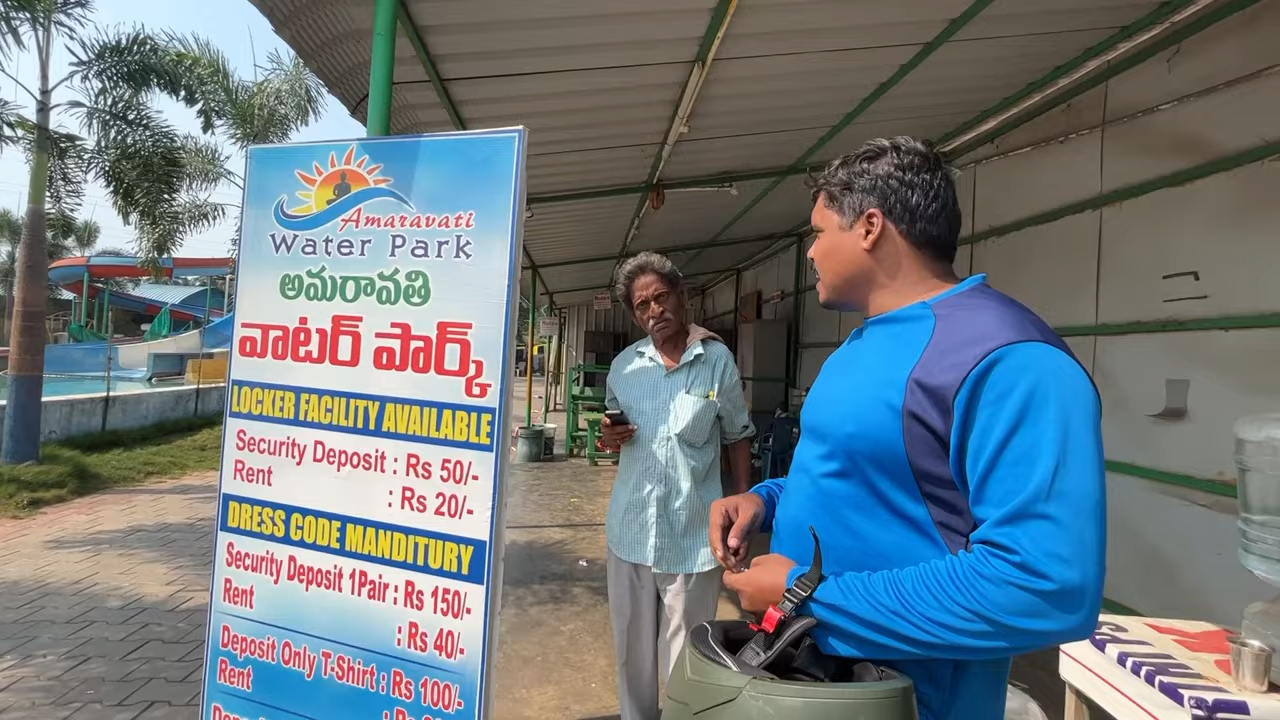 Amaravati
Water Park
అమరావతి
వాటర్ పార్క్
LOCKER FACILITY AVAILABLE
Security Deposit : Rs 50/-
Rent : Rs 20/-
DRESS CODE MANDITURY
Security Deposit 1Pair : Rs 150/-
Rent : Rs 40/-
Deposit Only T-Shirt : Rs 100/-
Rent